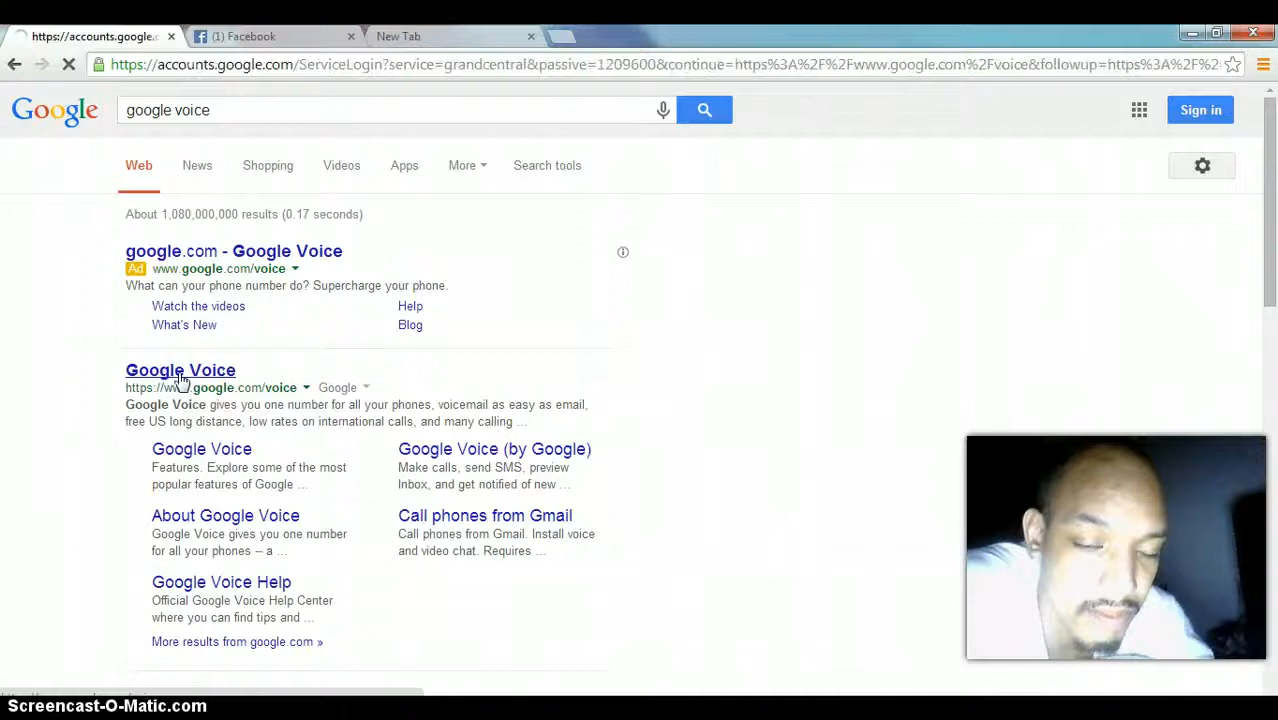 https://accounts.google.c
(1) Facebook
New Tab
https://accounts.google.com/ServiceLogin?service=grandcentral&passive=1209600&continue=https%3A%2F%2Fwww.google.com%2Fvoice&followup=https%3A%2F%2
Google
google voice
Sign in
Web News Shopping Videos Apps More Search tools
About 1,080,000,000 results (0.17 seconds)
google.com - Google Voice
Ad www.google.com/voice
What can your phone number do? Supercharge your phone.
Watch the videos Help
What's New Blog
Google Voice
https://www.google.com/voice Google
Google Voice gives you one number for all your phones, voicemail as easy as email,
free US long distance, low rates on international calls, and many calling ...
Google Voice
Features. Explore some of the most
popular features of Google ...
Google Voice (by Google)
Make calls, send SMS, preview
Inbox, and get notified of new ...
About Google Voice
Google Voice gives you one number
for all your phones -- a ...
Call phones from Gmail
Call phones from Gmail. Install voice
and video chat. Requires ...
Google Voice Help
Official Google Voice Help Center
where you can find tips and ...
More results from google.com »
Screencast-O-Matic.com